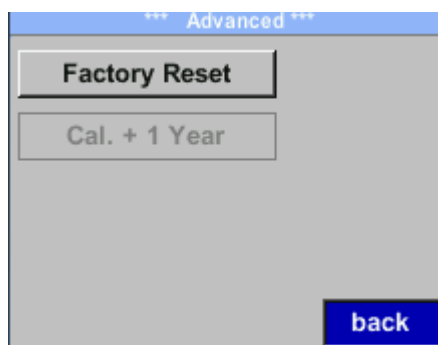 *** Advanced ***
Factory Reset
Cal. + 1 Year
back